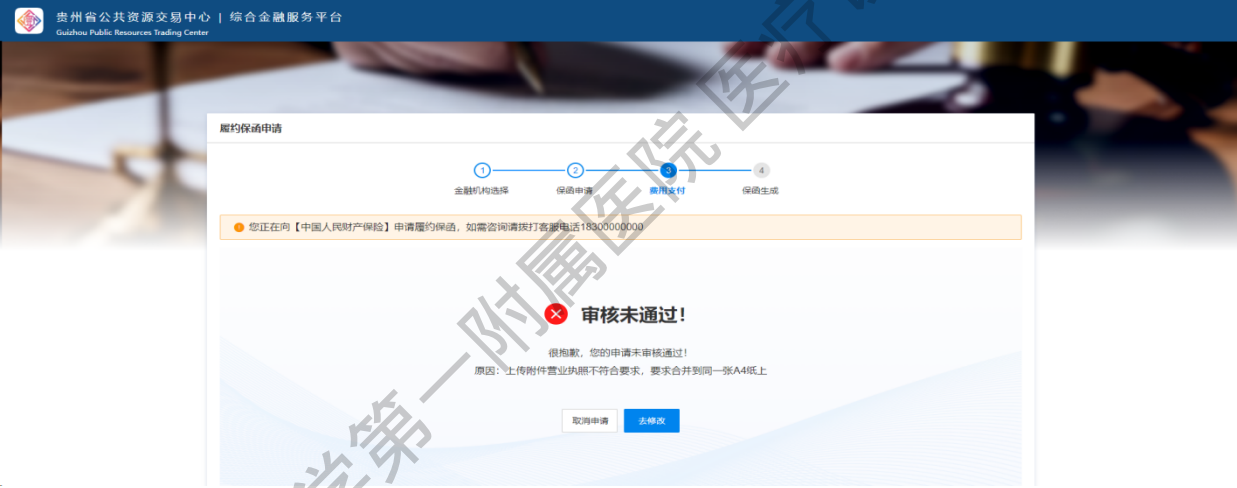 贵州省公共资源交易中心 | 综合金融服务平台
Guizhou Public Resources Trading Center
履约保函申请
1 2 3 4
金融机构选择 保函申请 费用支付 保函生成
您正在向【中国人民财产保险】申请履约保函，如需咨询请拨打客服电话18300000000
审核未通过！
很抱歉，您的申请未审核通过！
原因：上传附件营业执照不符合要求，要求合并到同一张A4纸上
取消申请 去修改
学第一附属医院 医疗